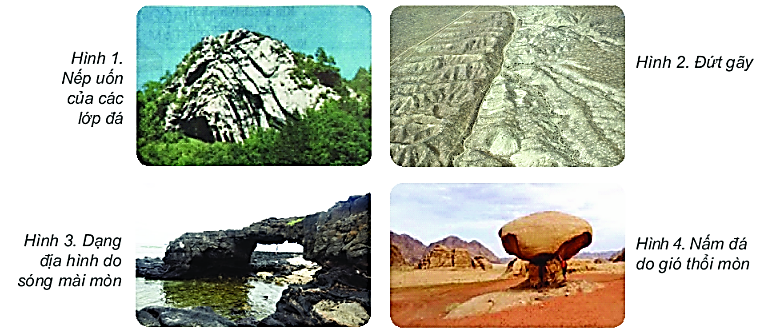 Hình 1.
Nếp uốn
của các
lớp đá
Hình 2. Đứt gãy
Hình 3. Dạng
địa hình do
sóng mài mòn
Hình 4. Nấm đá
do gió thổi mòn